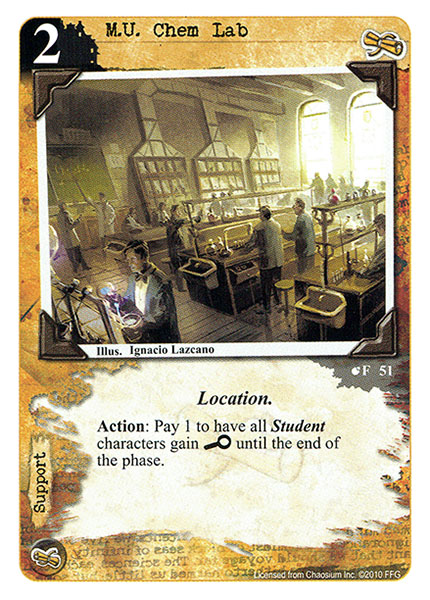 2
M.U. Chem Lab
Illus. Ignacio Lazcano
F 51
Location.
Action: Pay 1 to have all Student
characters gain until the end of
the phase.
Support
Licensed from Chaosium Inc. ©2010 FFG